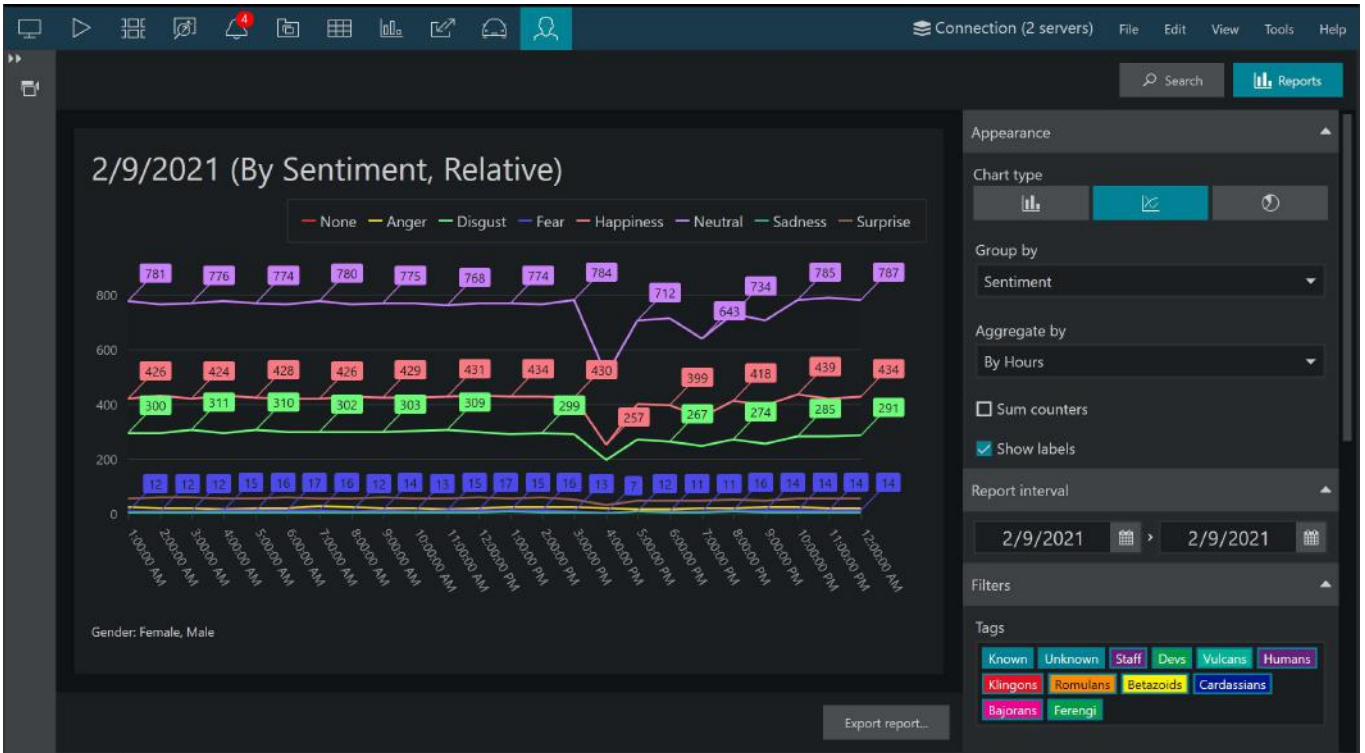 4
Connection (2 servers) File Edit View Tools Help
Search Reports
2/9/2021 (By Sentiment, Relative)
None Anger Disgust Fear Happiness Neutral Sadness Surprise
781 776 774 780 775 768 774 784 712 643 734 785 787
426 424 428 426 429 431 434 430 257 399 418 439 434
300 311 310 302 303 309 299 267 274 285 291
12 12 12 15 16 17 16 12 14 13 15 17 15 16 13 7 12 11 11 16 14 14 14 14
800
600
400
200
0
1:00:00 AM 2:00:00 AM 3:00:00 AM 4:00:00 AM 5:00:00 AM 6:00:00 AM 7:00:00 AM 8:00:00 AM 9:00:00 AM 10:00:00 AM 11:00:00 AM 12:00:00 PM 1:00:00 PM 2:00:00 PM 3:00:00 PM 4:00:00 PM 5:00:00 PM 6:00:00 PM 7:00:00 PM 8:00:00 PM 9:00:00 PM 10:00:00 PM 11:00:00 PM 12:00:00 AM
Gender: Female, Male
Export report...
Appearance
Chart type
Group by
Sentiment
Aggregate by
By Hours
Sum counters
Show labels
Report interval
2/9/2021 › 2/9/2021
Filters
Tags
Known Unknown Staff Devs Vulcans Humans
Klingons Romulans Betazoids Cardassians
Bajorans Ferengi